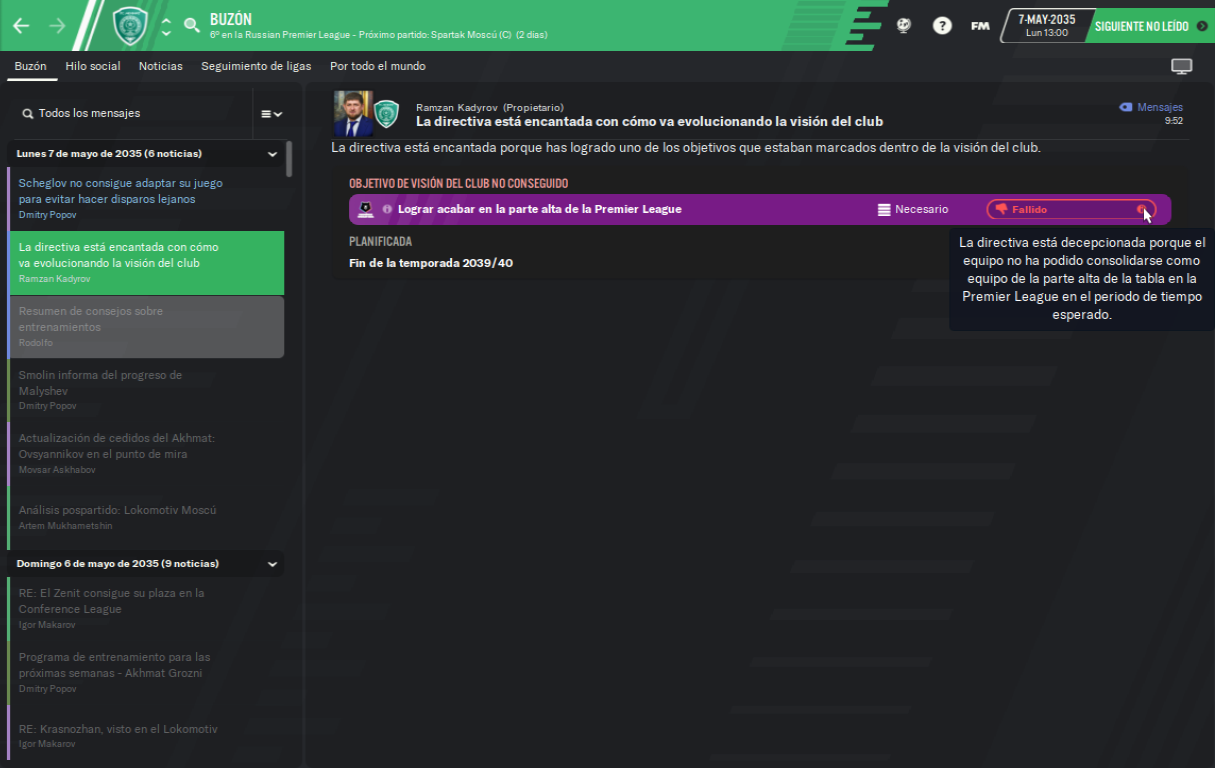 BUZÓN
6º en la Russian Premier League - Próximo partido: Spartak Moscú (C) (2 días)
?
FM
7-MAY-2035
Lun 13:00
SIGUIENTE NO LEÍDO
Buzón
Hilo social
Noticias
Seguimiento de ligas
Por todo el mundo
Todos los mensajes
Lunes 7 de mayo de 2035 (6 noticias)
Scheglov no consigue adaptar su juego
para evitar hacer disparos lejanos
Dmitry Popov
La directiva está encantada con cómo
va evolucionando la visión del club
Ramzan Kadyrov
Resumen de consejos sobre
entrenamientos
Rodolfo
Smolin informa del progreso de
Malyshev
Dmitry Popov
Actualización de cedidos del Akhmat:
Ovsyannikov en el punto de mira
Movsar Askhabov
Análisis pospartido: Lokomotiv Moscú
Artem Mukhametshin
Domingo 6 de mayo de 2035 (9 noticias)
RE: El Zenit consigue su plaza en la
Conference League
Igor Makarov
Programa de entrenamiento para las
próximas semanas - Akhmat Grozni
Dmitry Popov
RE: Krasnozhan, visto en el Lokomotiv
Igor Makarov
Ramzan Kadyrov (Propietario)
La directiva está encantada con cómo va evolucionando la visión del club
Mensajes
9:52
La directiva está encantada porque has logrado uno de los objetivos que estaban marcados dentro de la visión del club.
OBJETIVO DE VISIÓN DEL CLUB NO CONSEGUIDO
Lograr acabar en la parte alta de la Premier League
Necesario
Fallido
PLANIFICADA
Fin de la temporada 2039/40
La directiva está decepcionada porque el
equipo no ha podido consolidarse como
equipo de la parte alta de la tabla en la
Premier League en el periodo de tiempo
esperado.